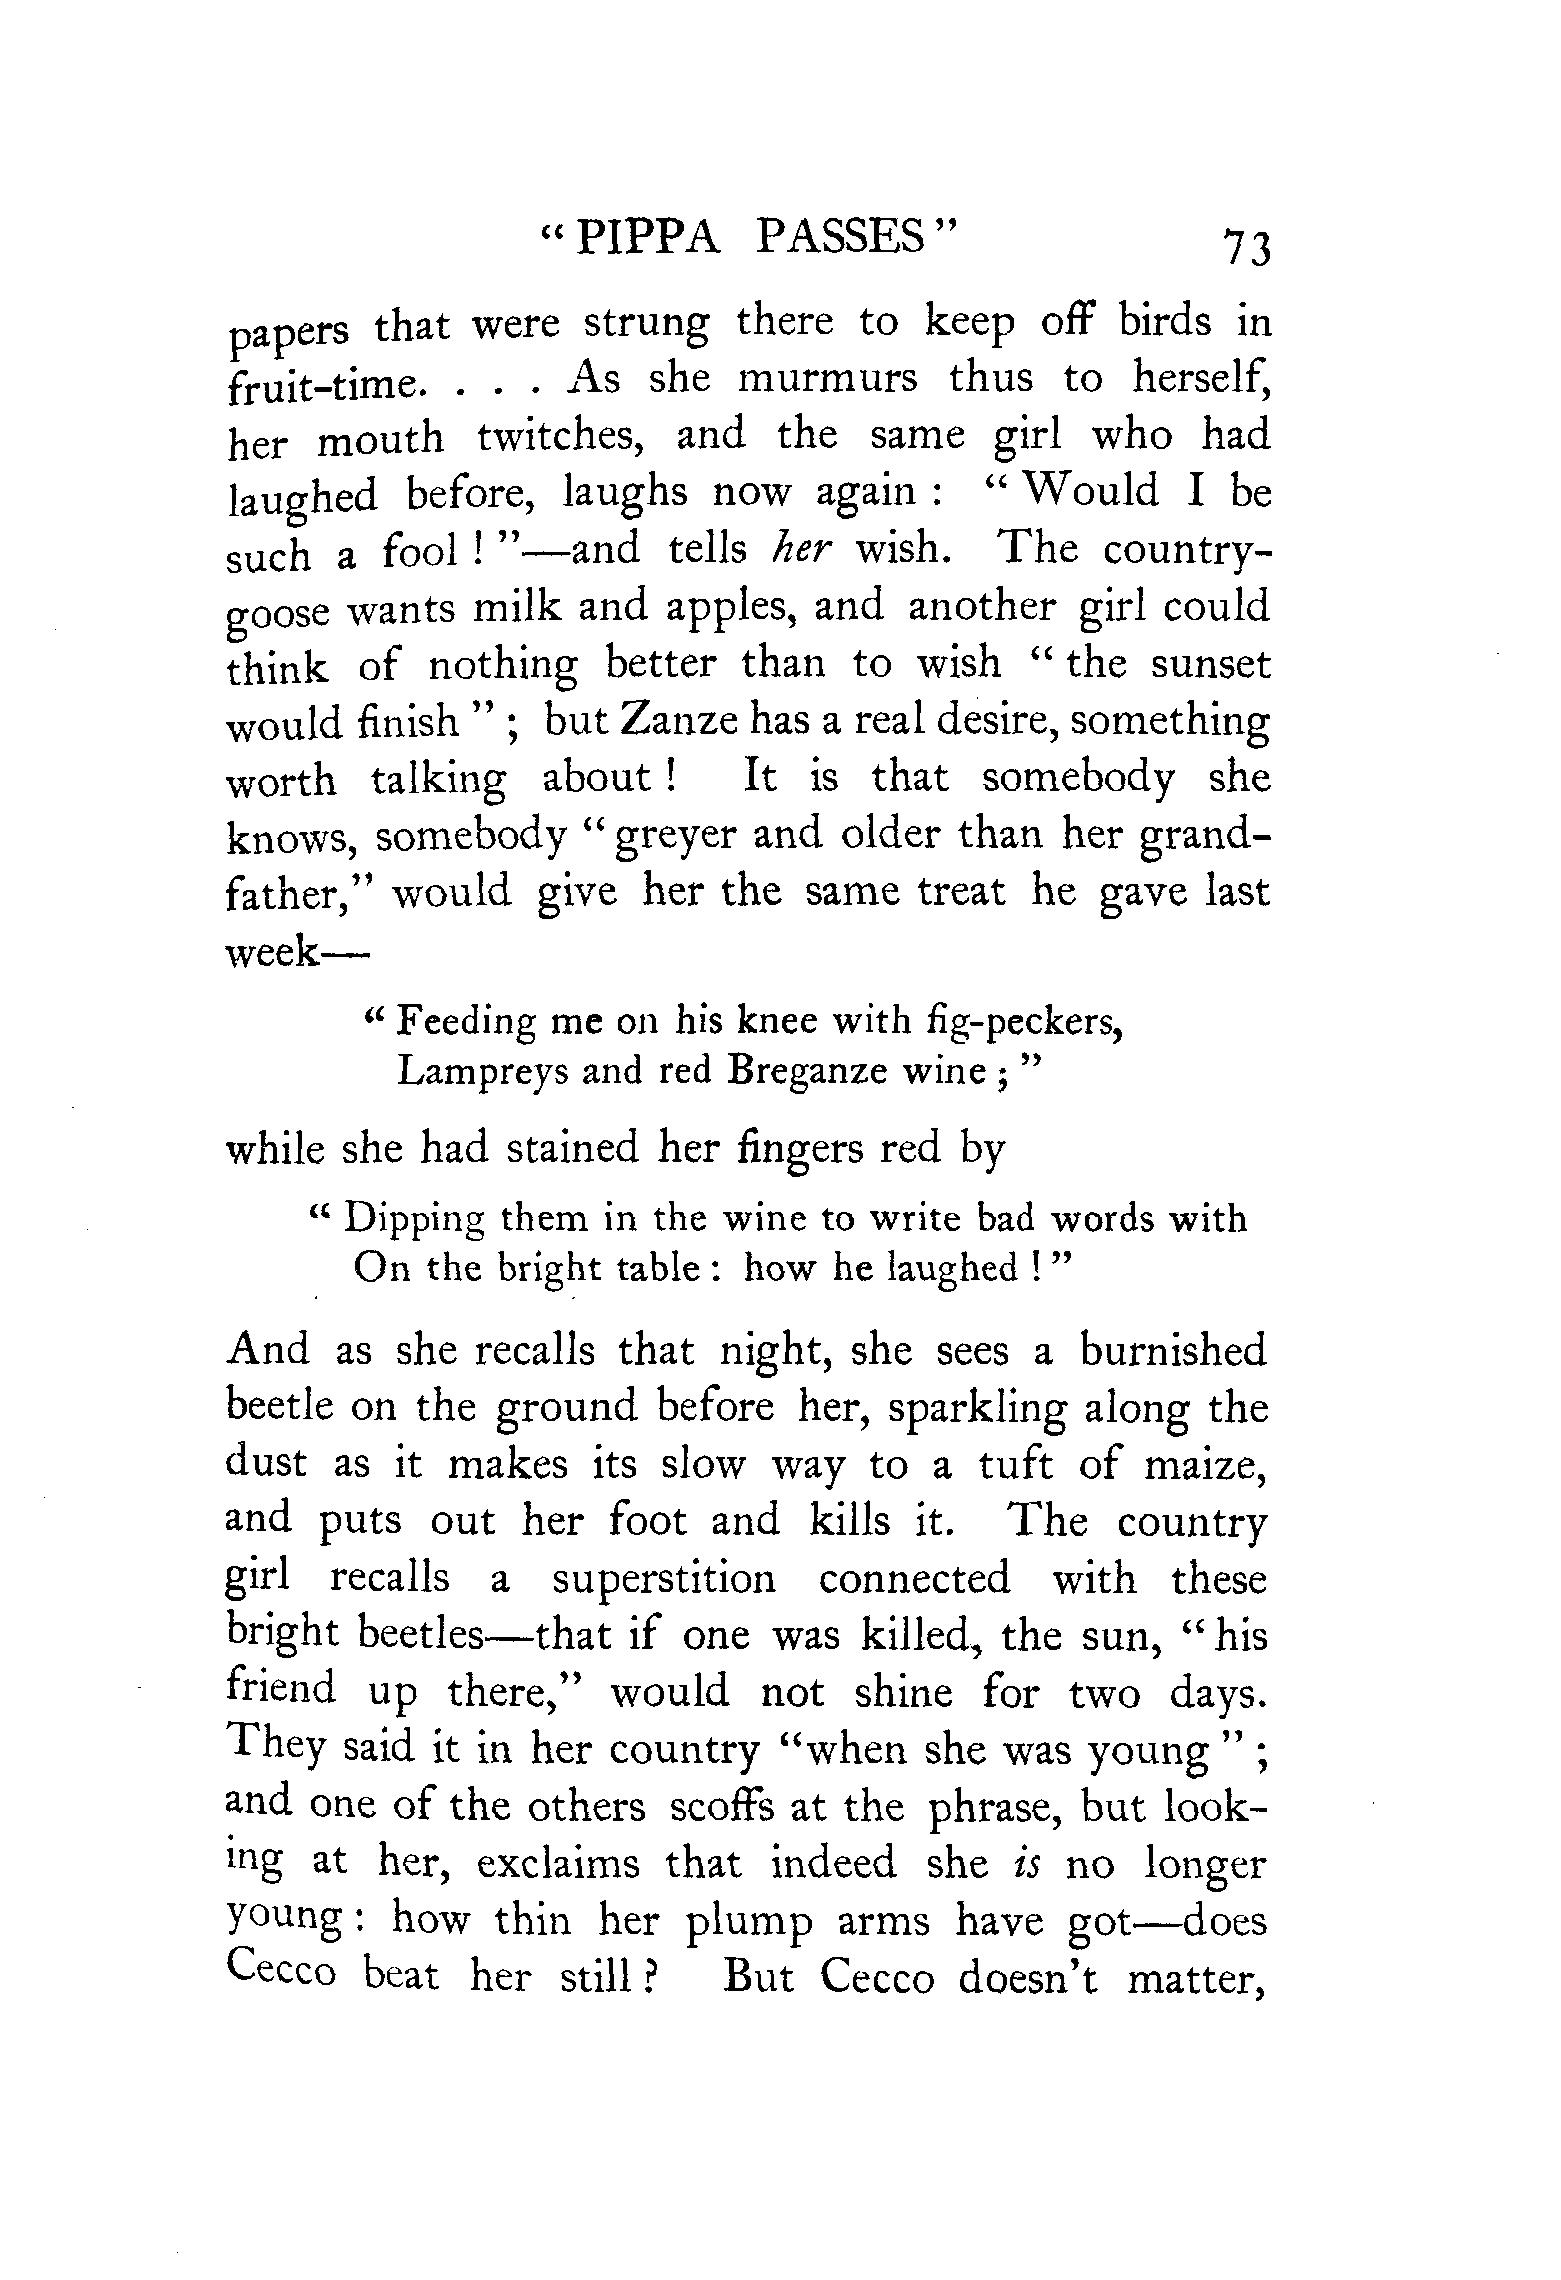 “ PIPPA PASSES ” 73
papers that were strung there to keep off birds in
fruit-time. . . . As she murmurs thus to herself,
her mouth twitches, and the same girl who had
laughed before, laughs now again : “ Would I be
such a fool ! ”—and tells her wish. The country-
goose wants milk and apples, and another girl could
think of nothing better than to wish “ the sunset
would finish ” ; but Zanze has a real desire, something
worth talking about ! It is that somebody she
knows, somebody “ greyer and older than her grand-
father,” would give her the same treat he gave last
week—
“ Feeding me on his knee with fig-peckers,
Lampreys and red Breganze wine ; ”
while she had stained her fingers red by
“ Dipping them in the wine to write bad words with
On the bright table : how he laughed ! ”
And as she recalls that night, she sees a burnished
beetle on the ground before her, sparkling along the
dust as it makes its slow way to a tuft of maize,
and puts out her foot and kills it. The country
girl recalls a superstition connected with these
bright beetles—that if one was killed, the sun, “ his
friend up there,” would not shine for two days.
They said it in her country “when she was young ” ;
and one of the others scoffs at the phrase, but look-
ing at her, exclaims that indeed she is no longer
young : how thin her plump arms have got—does
Cecco beat her still ? But Cecco doesn’t matter,